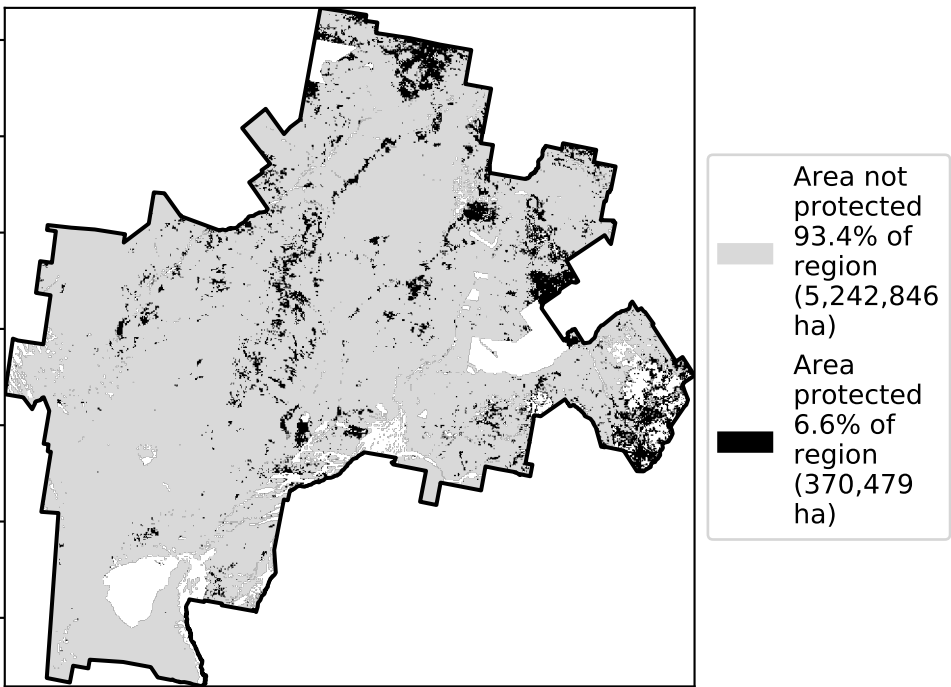 Area not
protected
93.4% of
region
(5,242,846
ha)
Area
protected
6.6% of
region
(370,479
ha)